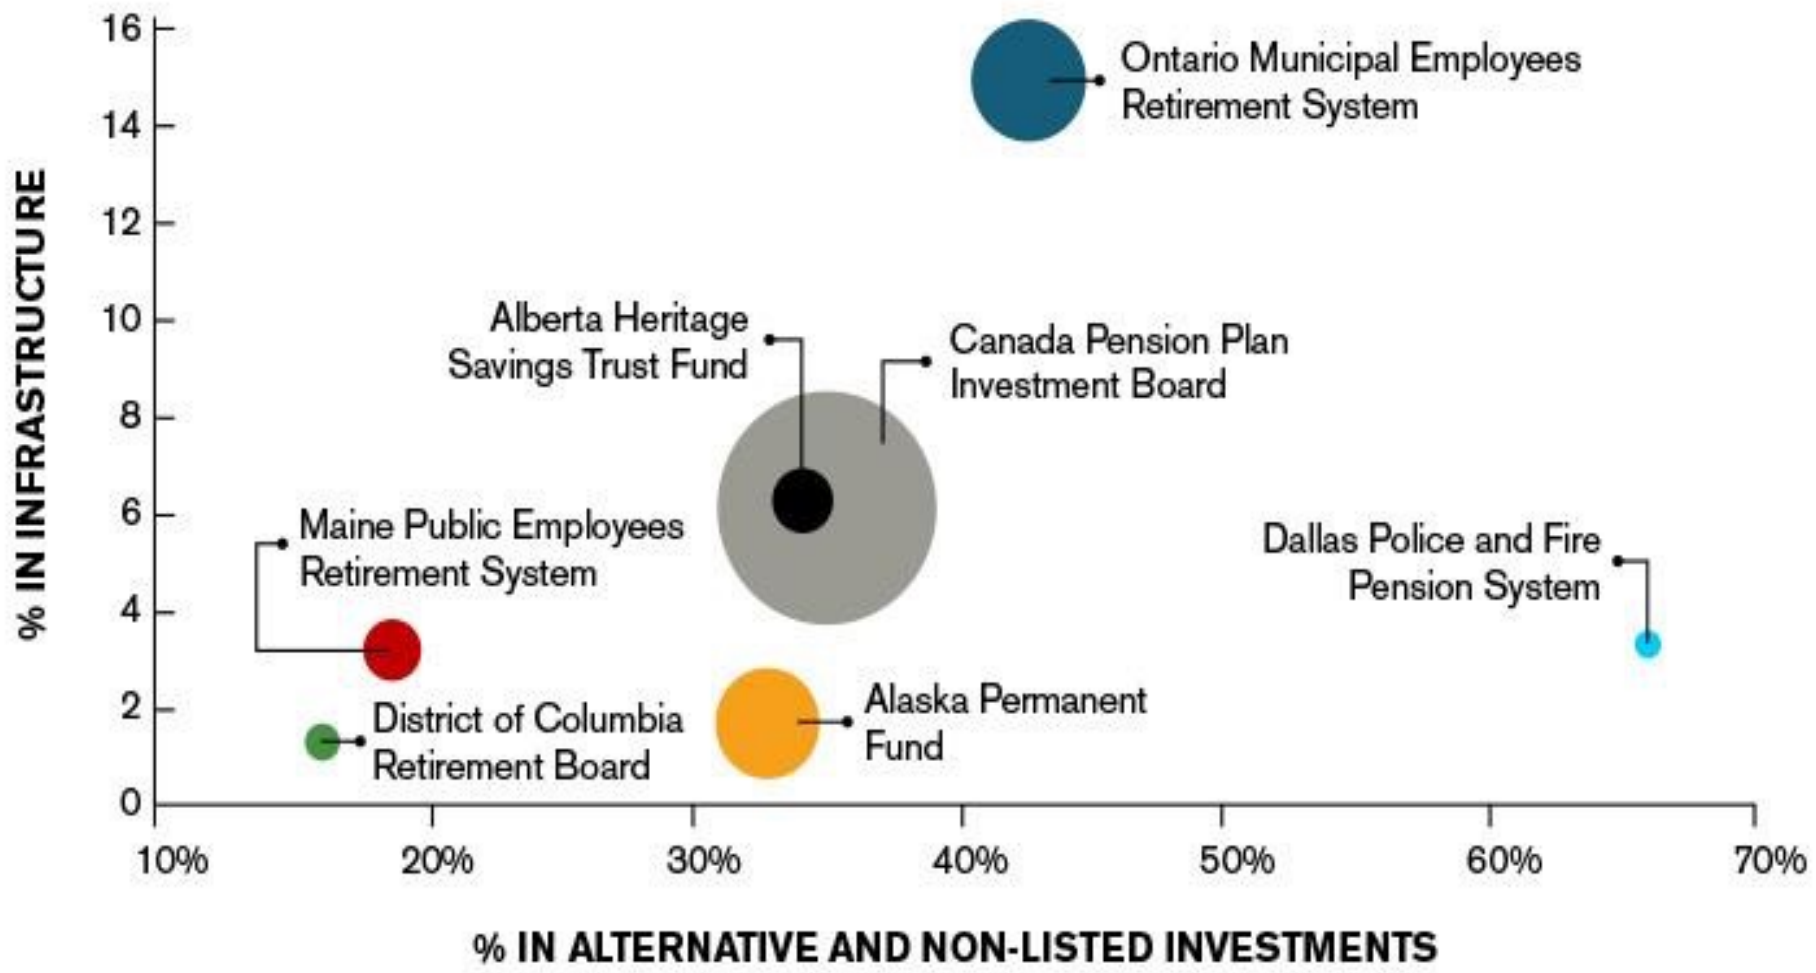 16
14
12
10
8
6
4
2
0
% IN INFRASTRUCTURE
Ontario Municipal Employees
Retirement System
Alberta Heritage
Savings Trust Fund
Canada Pension Plan
Investment Board
Maine Public Employees
Retirement System
Dallas Police and Fire
Pension System
District of Columbia
Retirement Board
Alaska Permanent
Fund
10% 20% 30% 40% 50% 60% 70%
% IN ALTERNATIVE AND NON-LISTED INVESTMENTS